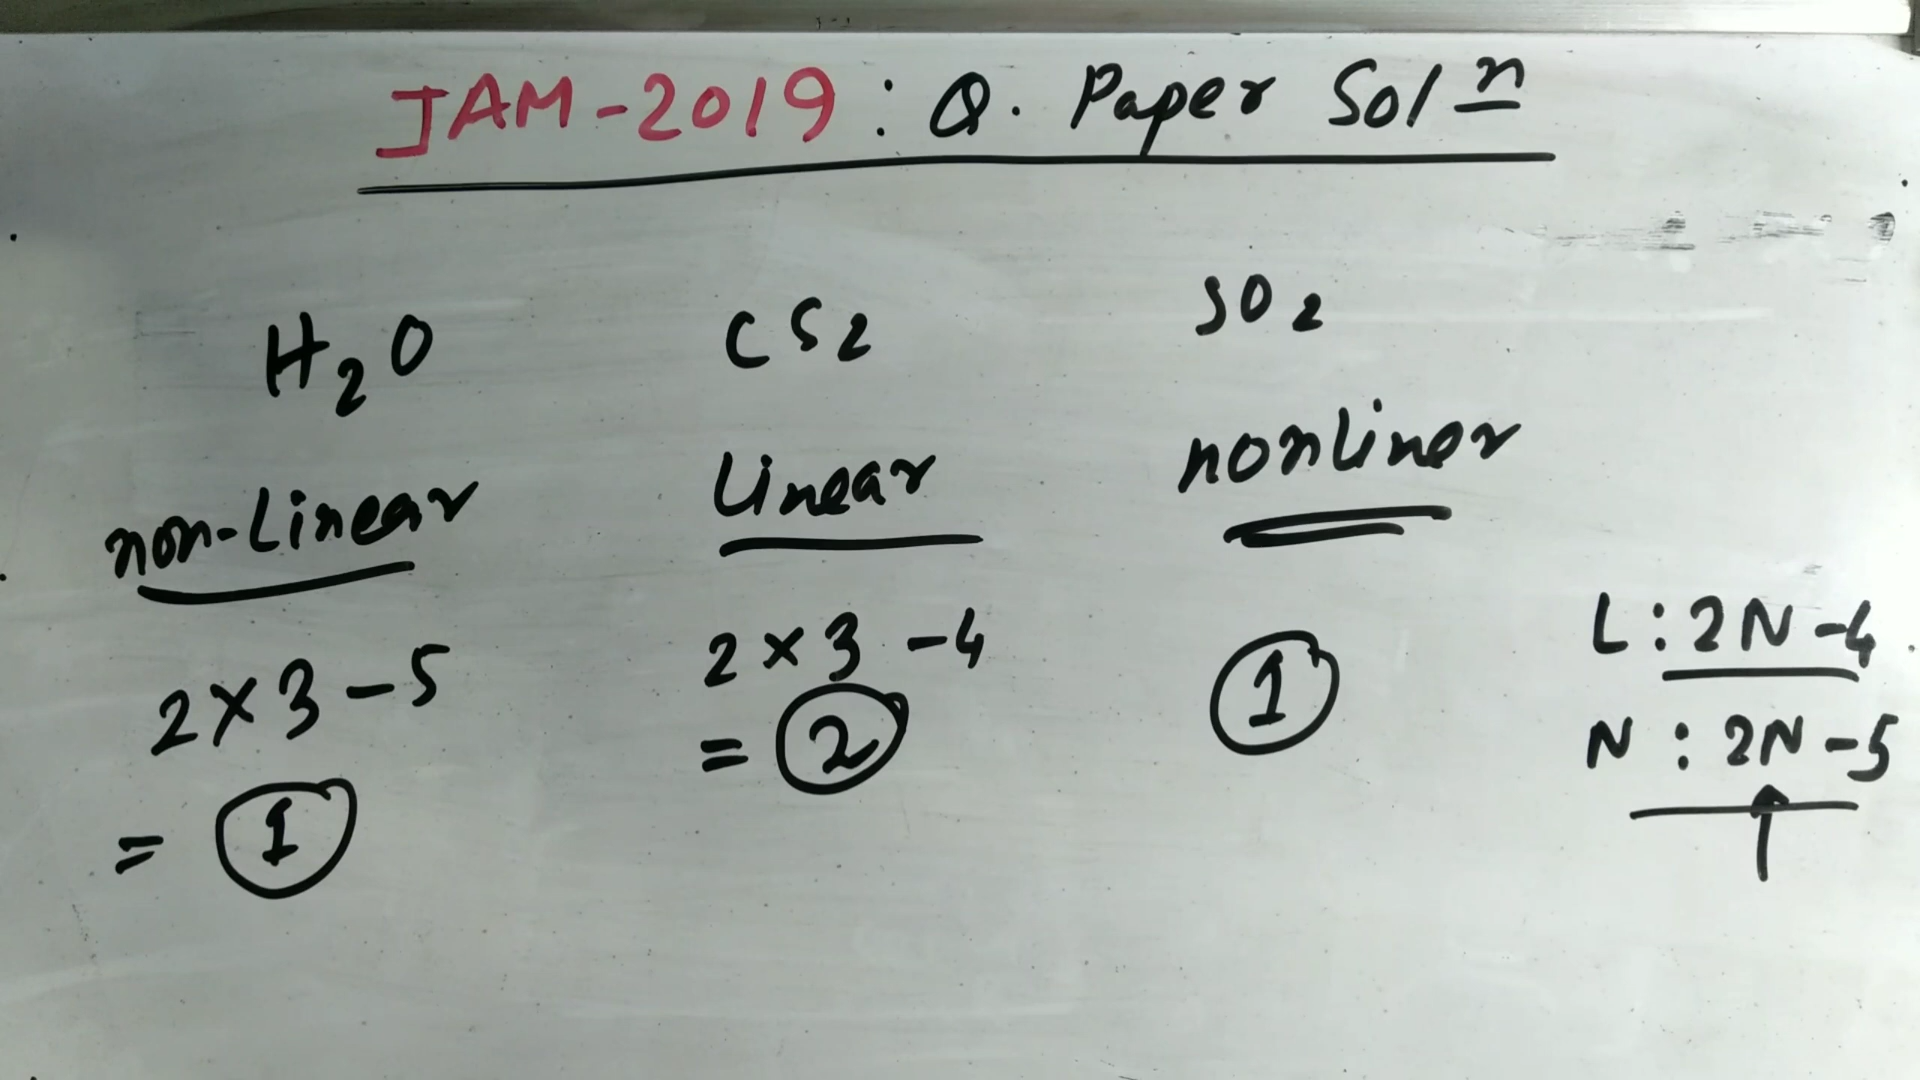 JAM-2019: Q. Paper Sol n
H2O
non-Linear
2×3-5
= 1
CS2
Linear
2×3-4
= 2
SO2
nonliner
1
L: 2N-4
N: 2N-5